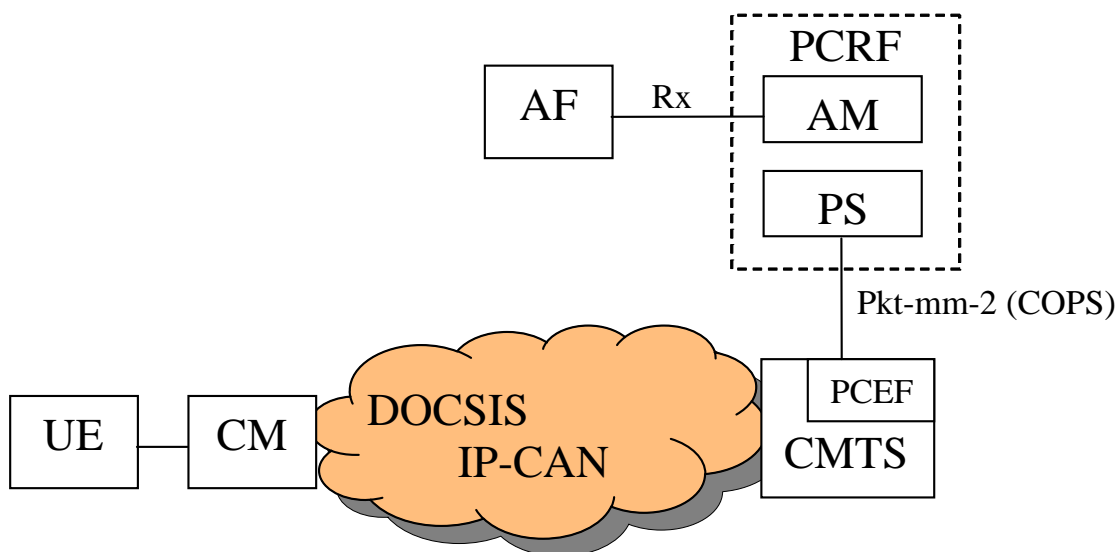 PCRF
AF
Rx
AM
PS
Pkt-mm-2 (COPS)
PCEF
UE
CM
DOCSIS
IP-CAN
CMTS